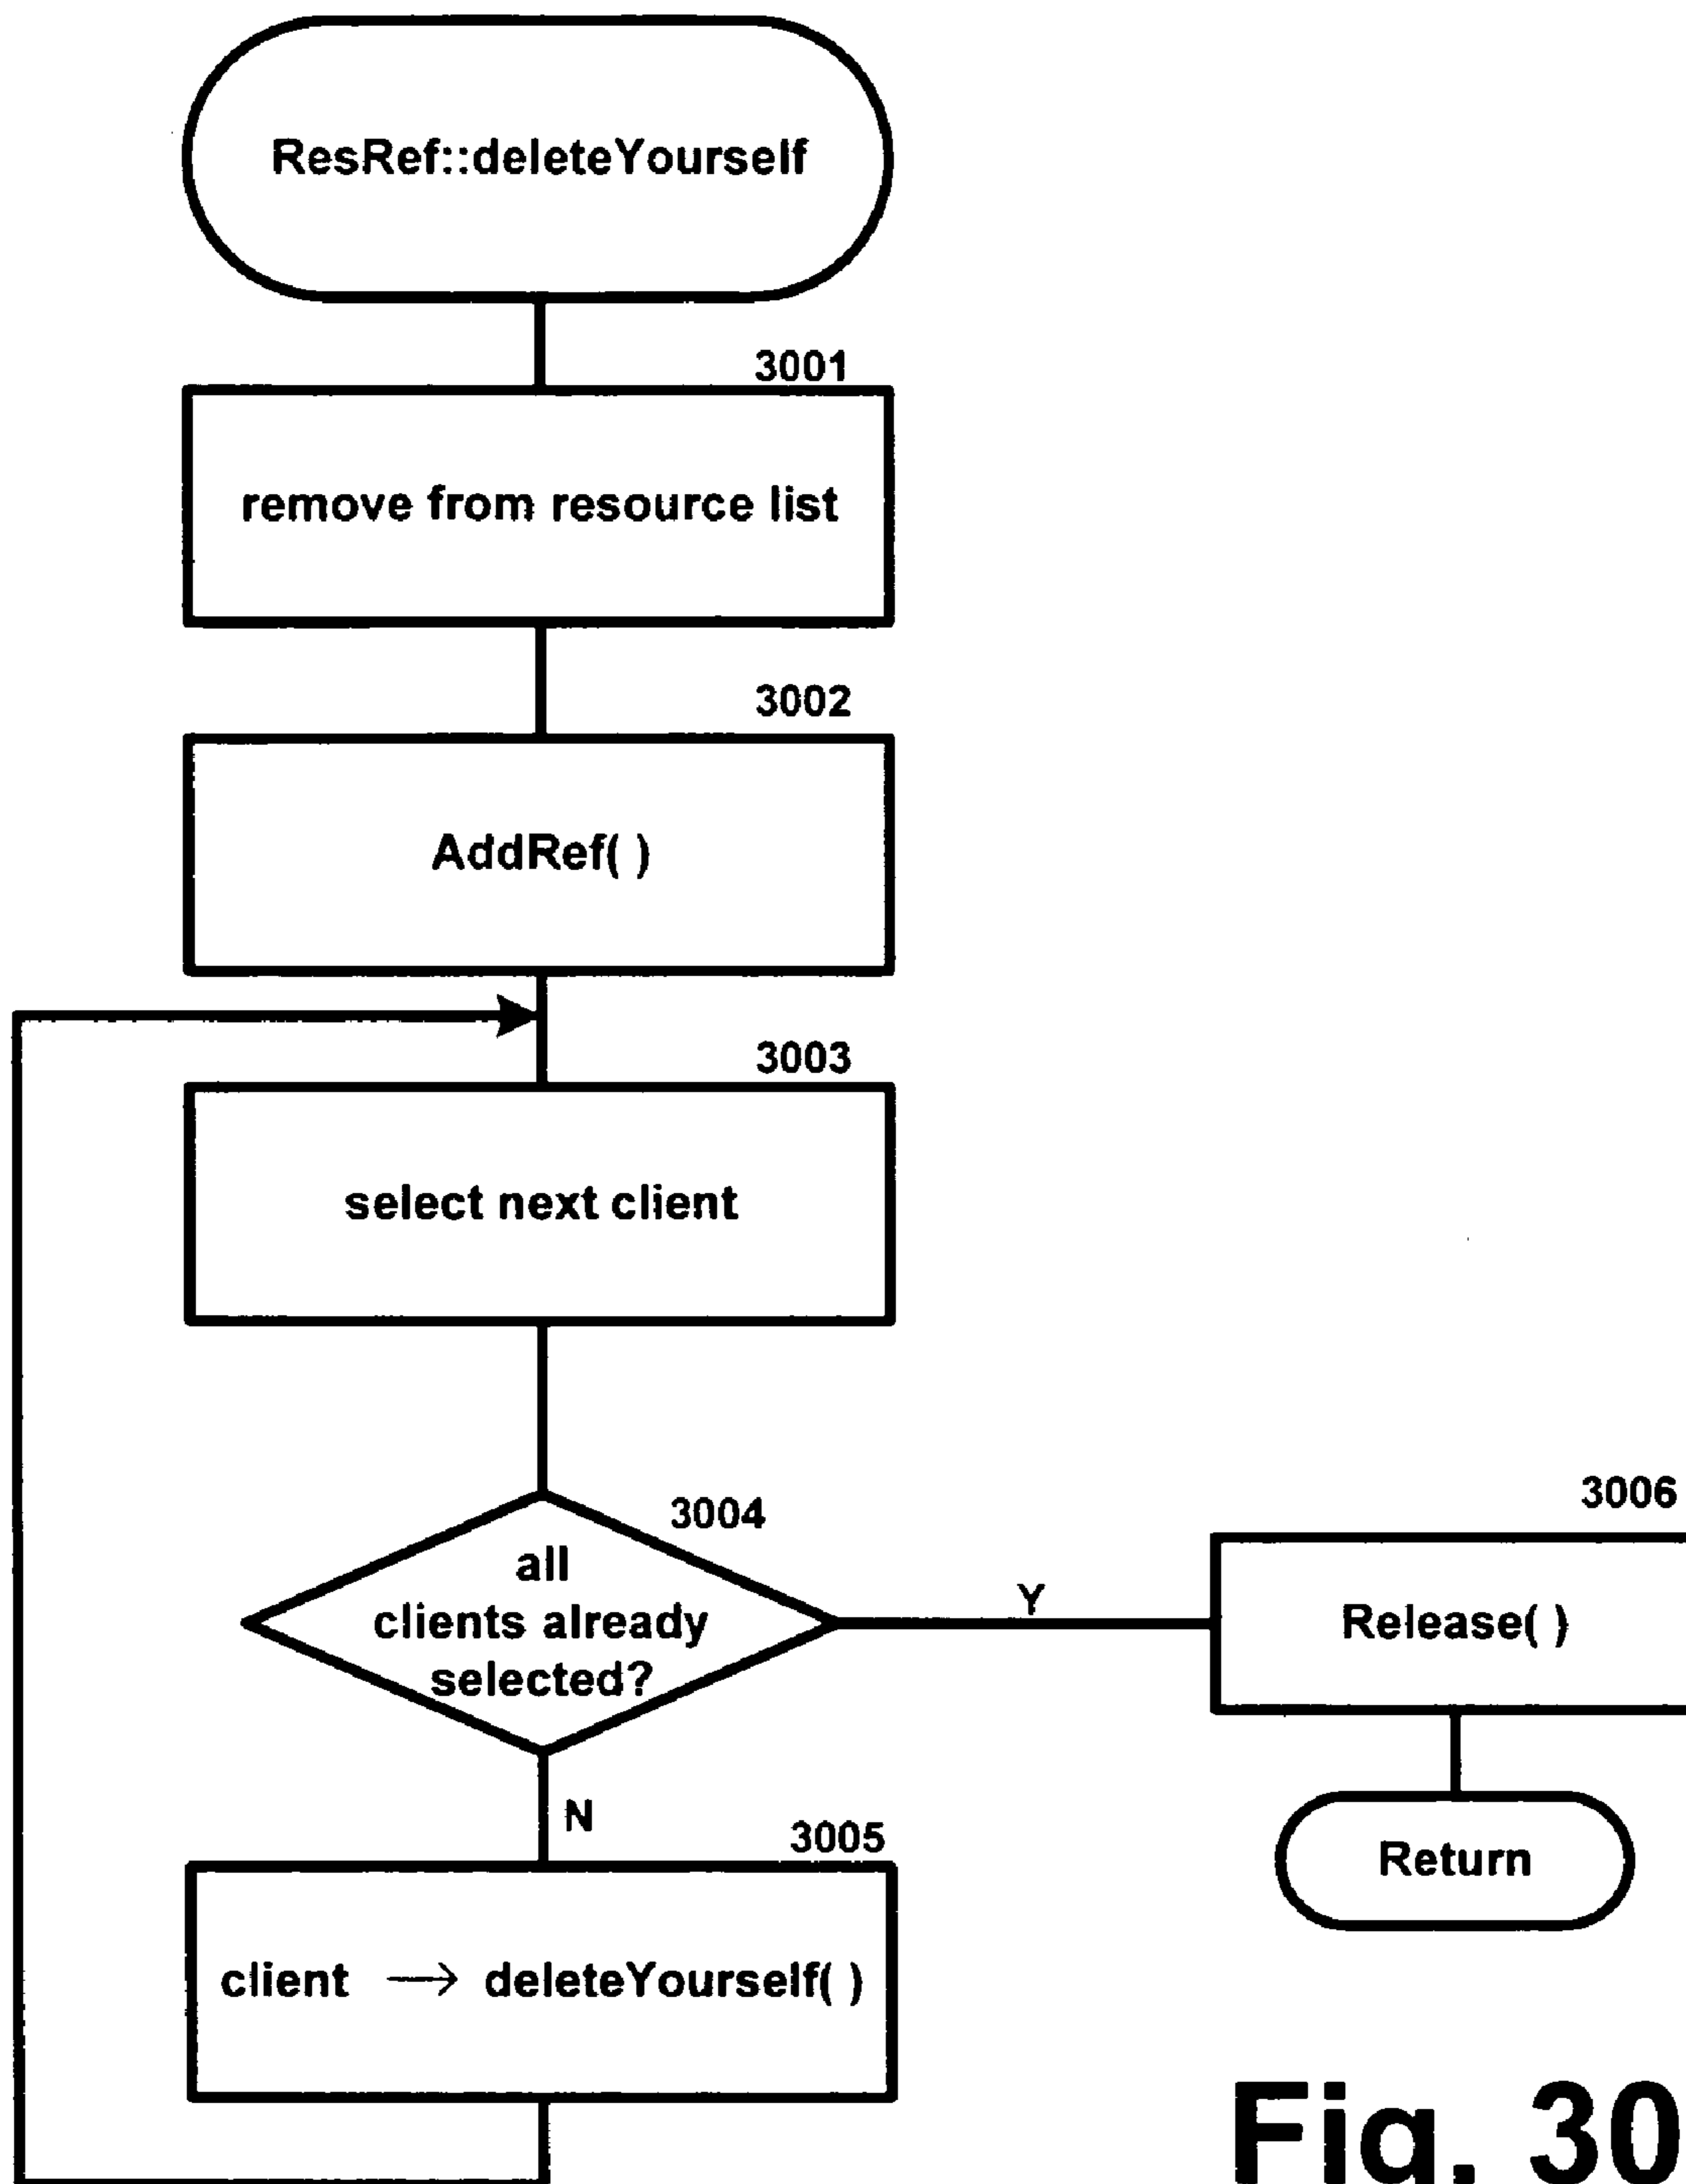 ResRef::deleteYourself
3001
remove from resource list
3002
AddRef( )
3003
select next client
3004
all
clients already
selected?
Y
3006
Release( )
Return
N
3005
client → deleteYourself( )
Fig. 30